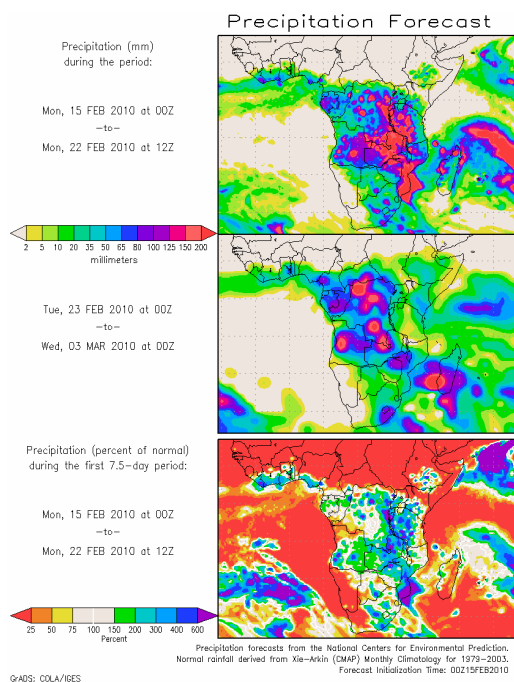 Precipitation Forecast
Precipitation (mm)
during the period:
Mon, 15 FEB 2010 at 00Z
-to-
Mon, 22 FEB 2010 at 12Z
2 5 10 20 35 50 65 80 100 125 150 200
millimeters
Tue, 23 FEB 2010 at 00Z
-to-
Wed, 03 MAR 2010 at 00Z
Precipitation (percent of normal)
during the first 7.5-day period:
Mon, 15 FEB 2010 at 00Z
-to-
Mon, 22 FEB 2010 at 12Z
25 50 75 100 150 200 300 400 600
Percent
Precipitation forecasts from the National Centers for Environmental Prediction.
Normal rainfall derived from Xie-Arkin (CMAP) Monthly Climatology for 1979-2003.
Forecast Initialization Time: 00Z15FEB2010
GrADS: COLA/IGES